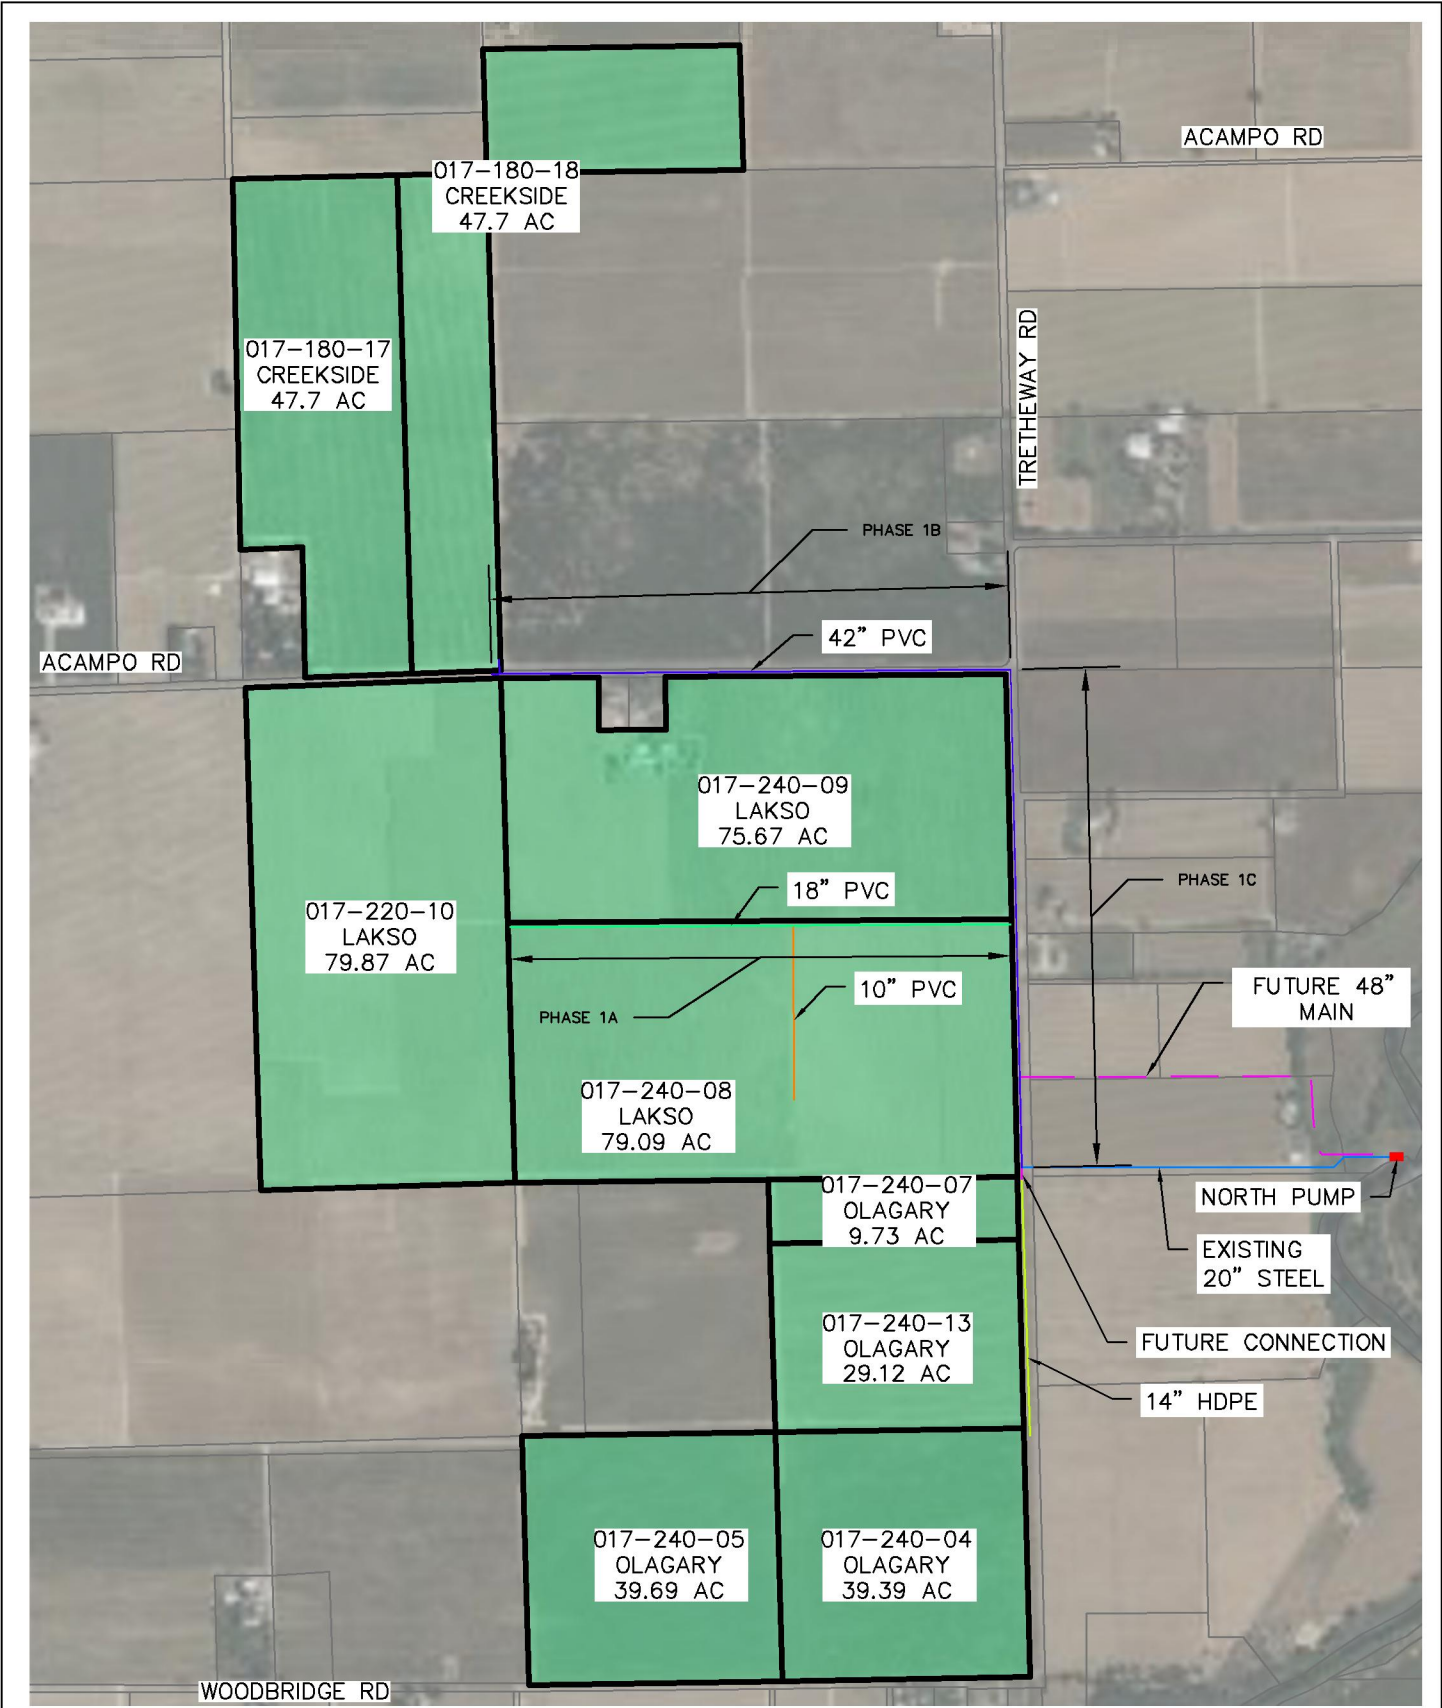 ACAMPO RD
017-180-18
CREEKSIDE
47.7 AC
017-180-17
CREEKSIDE
47.7 AC
TRETHEWAY RD
PHASE 1B
42" PVC
ACAMPO RD
017-240-09
LAKSO
75.67 AC
18" PVC
PHASE 1C
017-220-10
LAKSO
79.87 AC
10" PVC
FUTURE 48"
MAIN
PHASE 1A
017-240-08
LAKSO
79.09 AC
017-240-07
OLAGARY
9.73 AC
NORTH PUMP
EXISTING
20" STEEL
017-240-13
OLAGARY
29.12 AC
FUTURE CONNECTION
14" HDPE
017-240-05
OLAGARY
39.69 AC
017-240-04
OLAGARY
39.39 AC
WOODBRIDGE RD